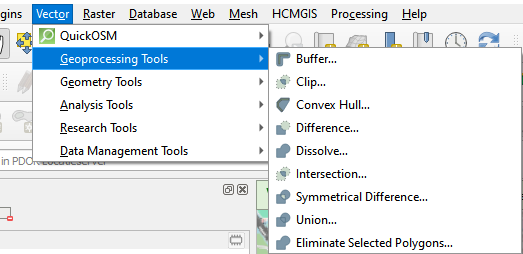 gins Vector Raster Database Web Mesh HCMGIS Processing Help
QuickOSM
Geoprocessing Tools
Geometry Tools
Analysis Tools
Research Tools
Data Management Tools
Buffer...
Clip...
Convex Hull...
Difference...
Dissolve...
Intersection...
Symmetrical Difference...
Union...
Eliminate Selected Polygons...
in PDOK Locatieserver